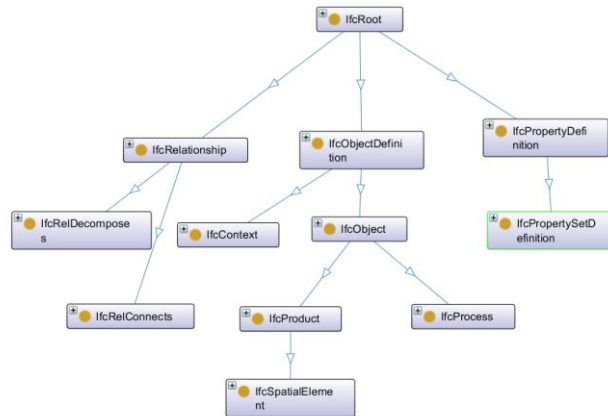 IfcRoot
IfcRelationship
IfcObjectDefini
tion
IfcPropertyDefi
nition
IfcRelDecompose
s
IfcContext
IfcObject
IfcPropertySetD
efinition
IfcRelConnects
IfcProduct
IfcProcess
IfcSpatialEleme
nt